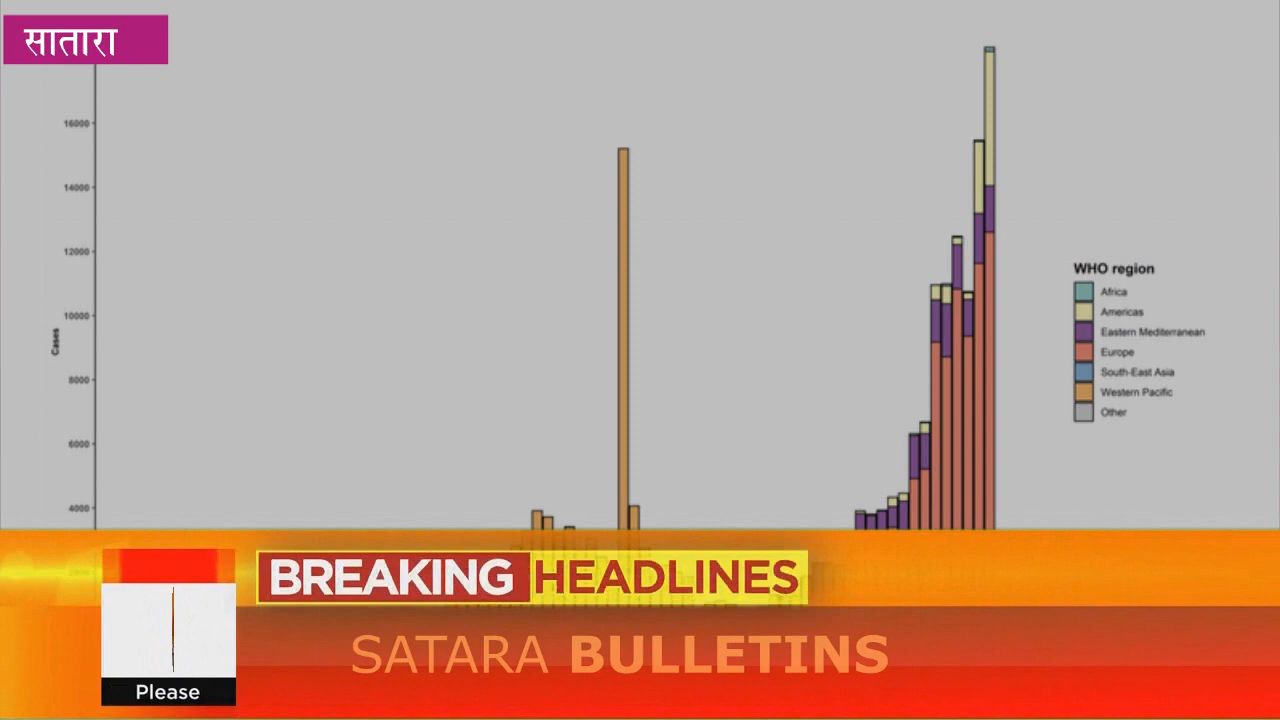 सातारा
16000
14000
12000
10000
8000
6000
4000
Cases
WHO region
Africa
Americas
Eastern Mediterranean
Europe
South-East Asia
Western Pacific
Other
BREAKING HEADLINES
SATARA BULLETINS
Please